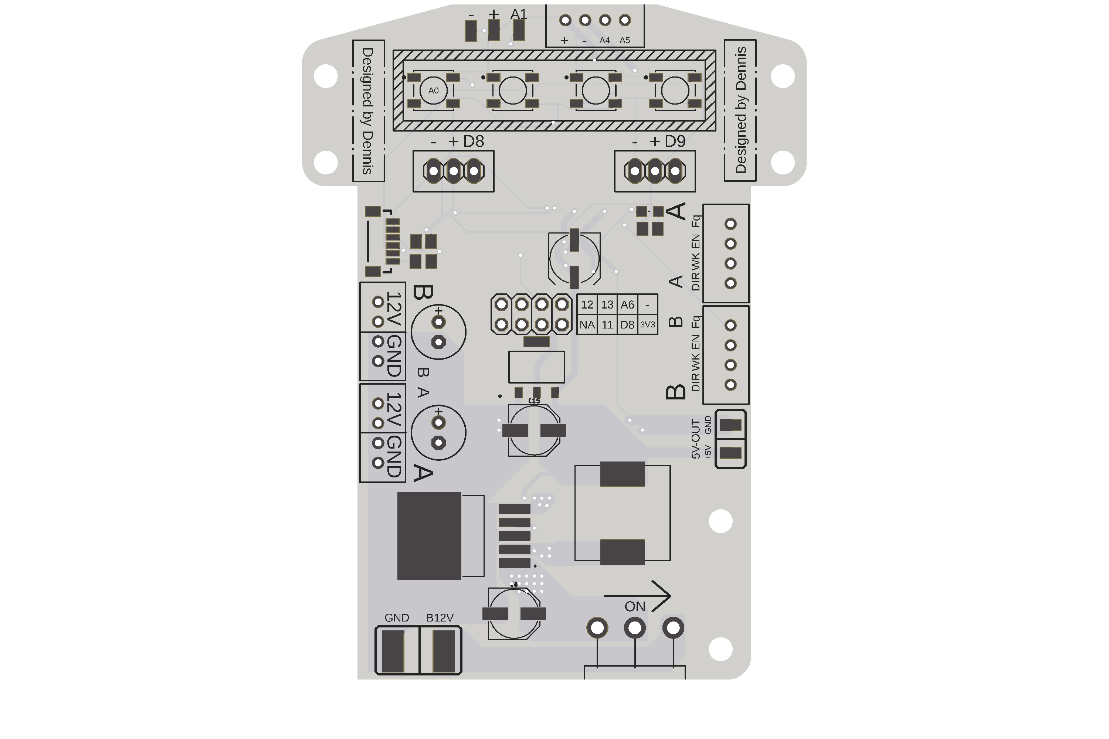 - + A1
+ - A4 A5
Designed by Dennis
A0
Designed by Dennis
- + D8
- + D9
A
DIR WK EN Fq
A
12V
GND
B
+
12 13 A6 -
NA 11 D8 3V3
B
DIR WK EN Fq
B
B
A
12V
GND
+
A
5V-OUT
GND
+5V
ON
GND B12V